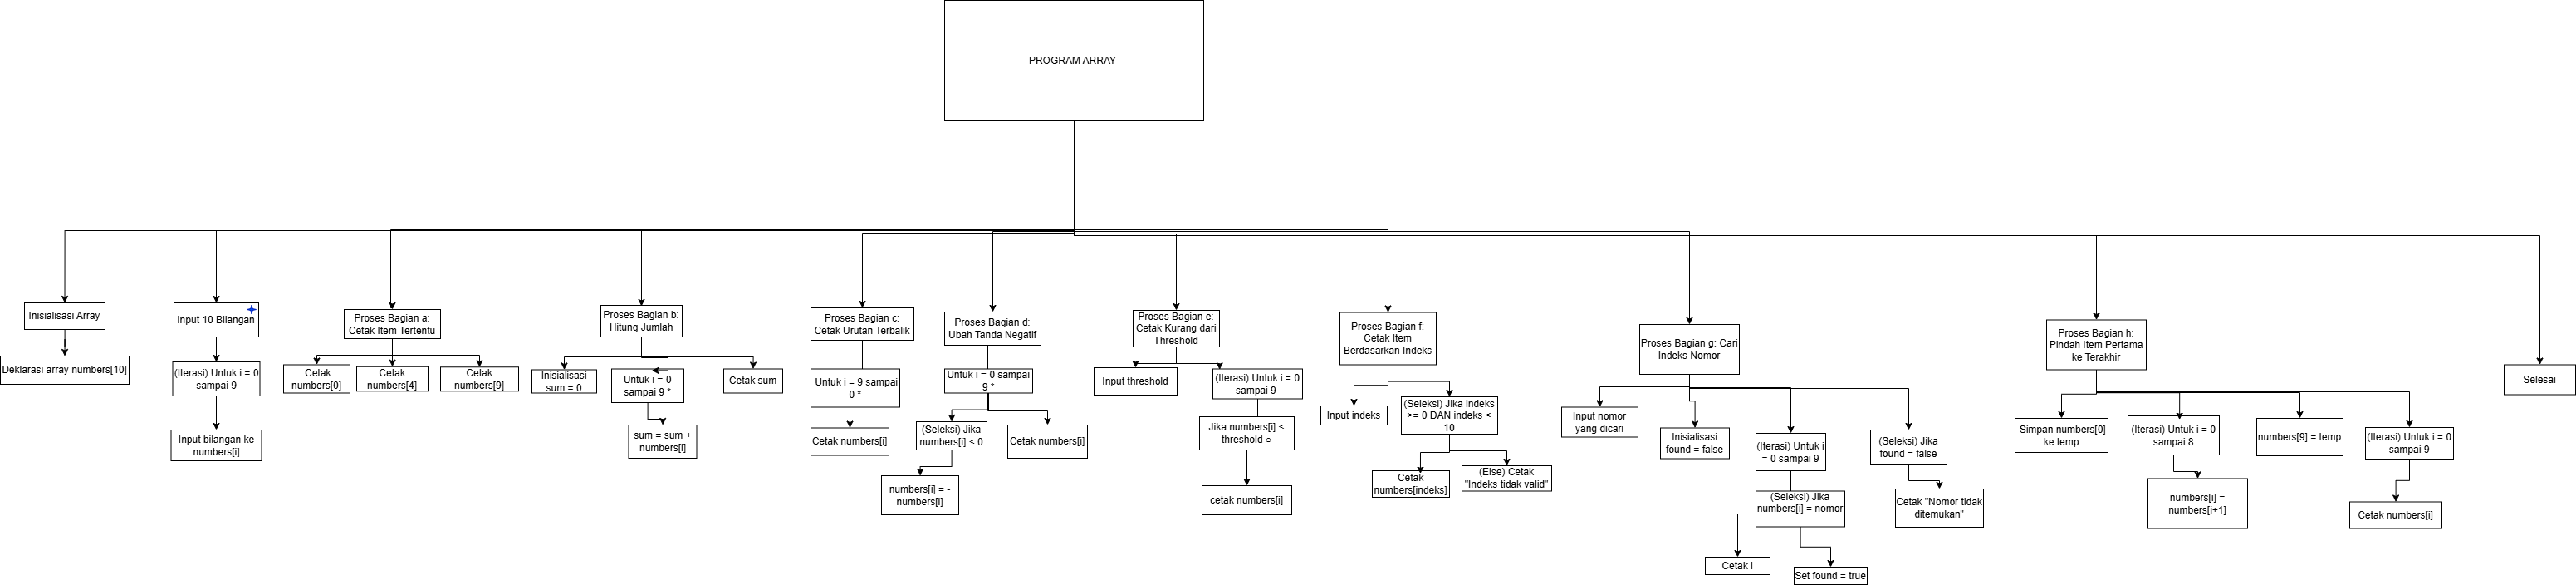 PROGRAM ARRAY
Inisialisasi Array
Deklarasi array numbers[10]
Input 10 Bilangan
(Iterasi) Untuk i = 0
sampai 9
Input bilangan ke
numbers[i]
Proses Bagian a:
Cetak Item Tertentu
Cetak
numbers[0]
Cetak
numbers[4]
Cetak
numbers[9]
Proses Bagian b:
Hitung Jumlah
Inisialisasi
sum = 0
Untuk i = 0
sampai 9 *
sum = sum +
numbers[i]
Cetak sum
Proses Bagian c:
Cetak Urutan Terbalik
Untuk i = 9 sampai
0 *
Cetak numbers[i]
Proses Bagian d:
Ubah Tanda Negatif
Untuk i = 0 sampai
9 *
(Seleksi) Jika
numbers[i] < 0
numbers[i] = -
numbers[i]
Cetak numbers[i]
Proses Bagian e:
Cetak Kurang dari
Threshold
Input threshold
(Iterasi) Untuk i = 0
sampai 9
Jika numbers[i] <
threshold ○
cetak numbers[i]
Proses Bagian f:
Cetak Item
Berdasarkan Indeks
Input indeks
(Seleksi) Jika indeks
>= 0 DAN indeks <
10
Cetak
numbers[indeks]
(Else) Cetak
"Indeks tidak valid"
Proses Bagian g: Cari
Indeks Nomor
Input nomor
yang dicari
Inisialisasi
found = false
(Iterasi) Untuk i
= 0 sampai 9
(Seleksi) Jika
numbers[i] = nomor
Cetak i
Set found = true
(Seleksi) Jika
found = false
Cetak "Nomor tidak
ditemukan"
Proses Bagian h:
Pindah Item Pertama
ke Terakhir
Simpan numbers[0]
ke temp
(Iterasi) Untuk i = 0
sampai 8
numbers[i] =
numbers[i+1]
numbers[9] = temp
(Iterasi) Untuk i = 0
sampai 9
Cetak numbers[i]
Selesai